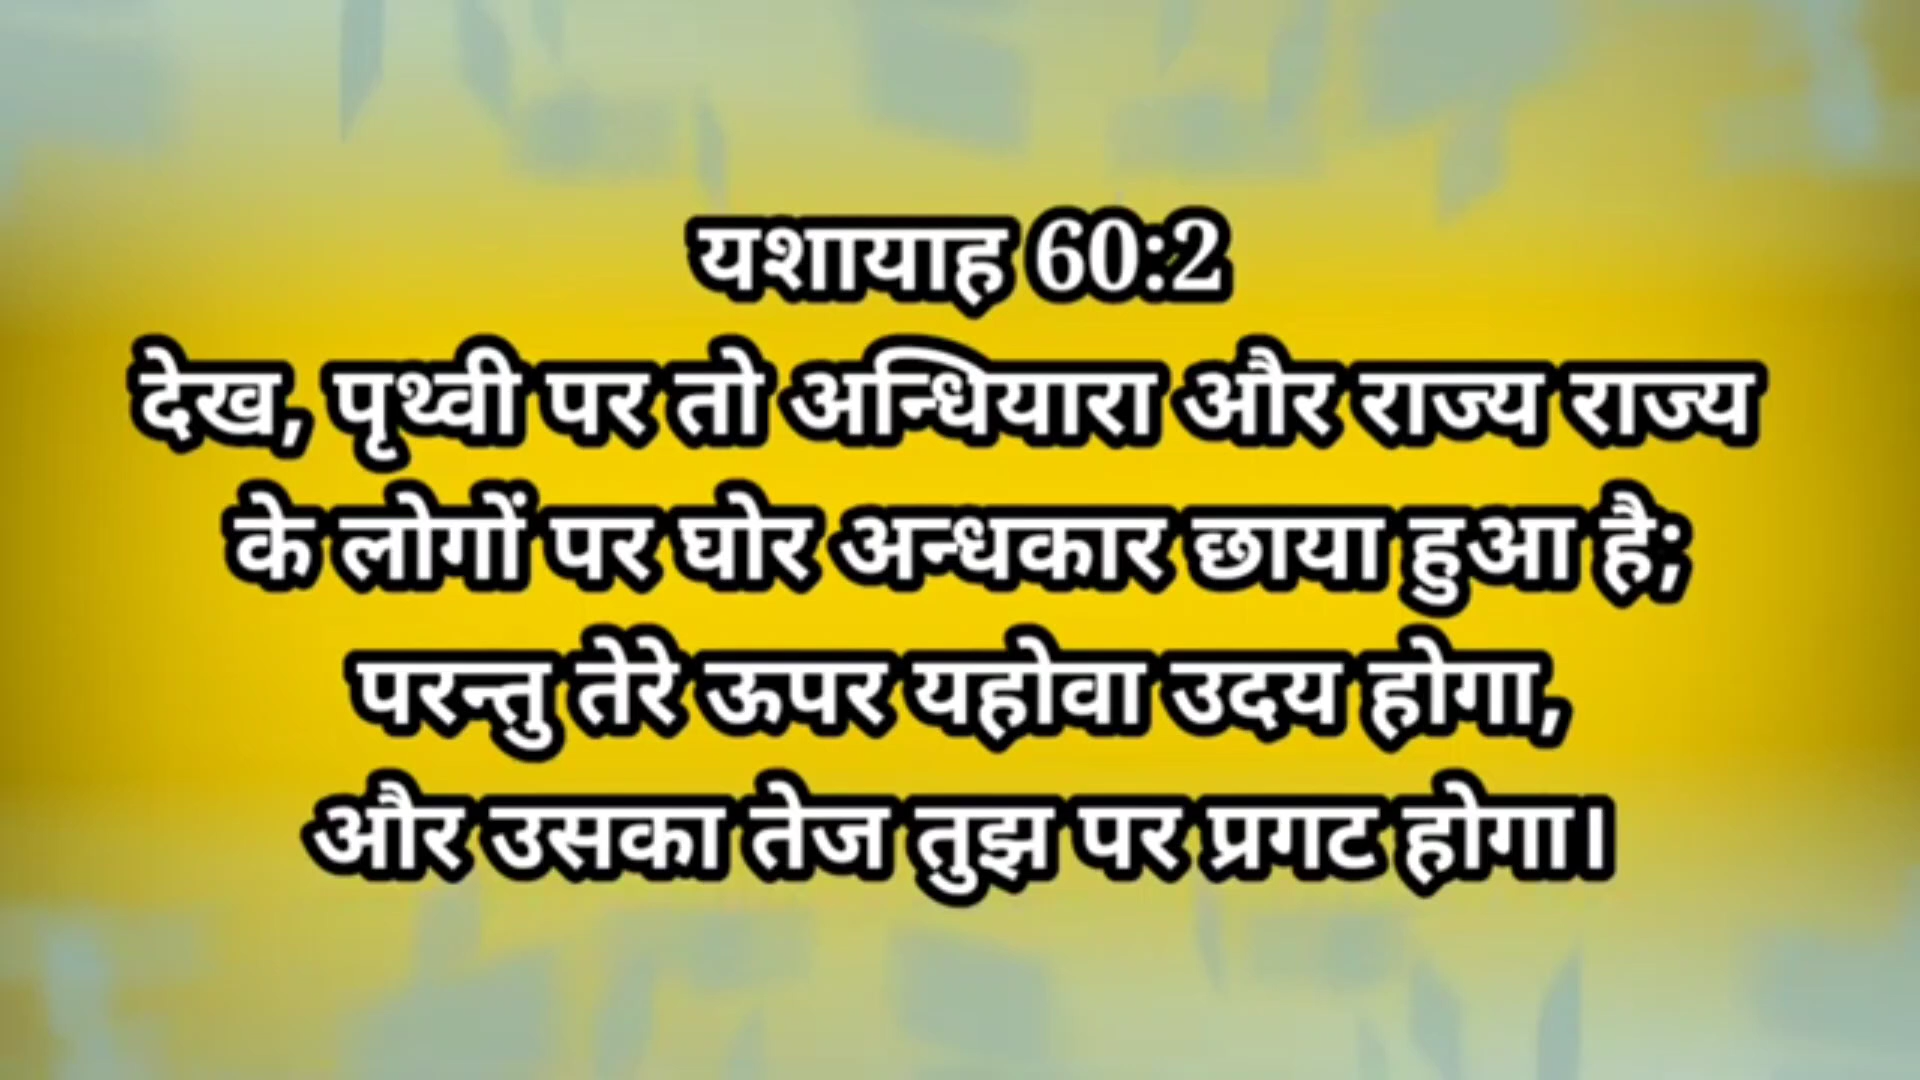 यशायाह 60:2
देख, पृथ्वी पर तो अन्धियारा और राज्य राज्य
के लोगों पर घोर अन्धकार छाया हुआ है;
परन्तु तेरे ऊपर यहोवा उदय होगा,
और उसका तेज तुझ पर प्रगट होगा।